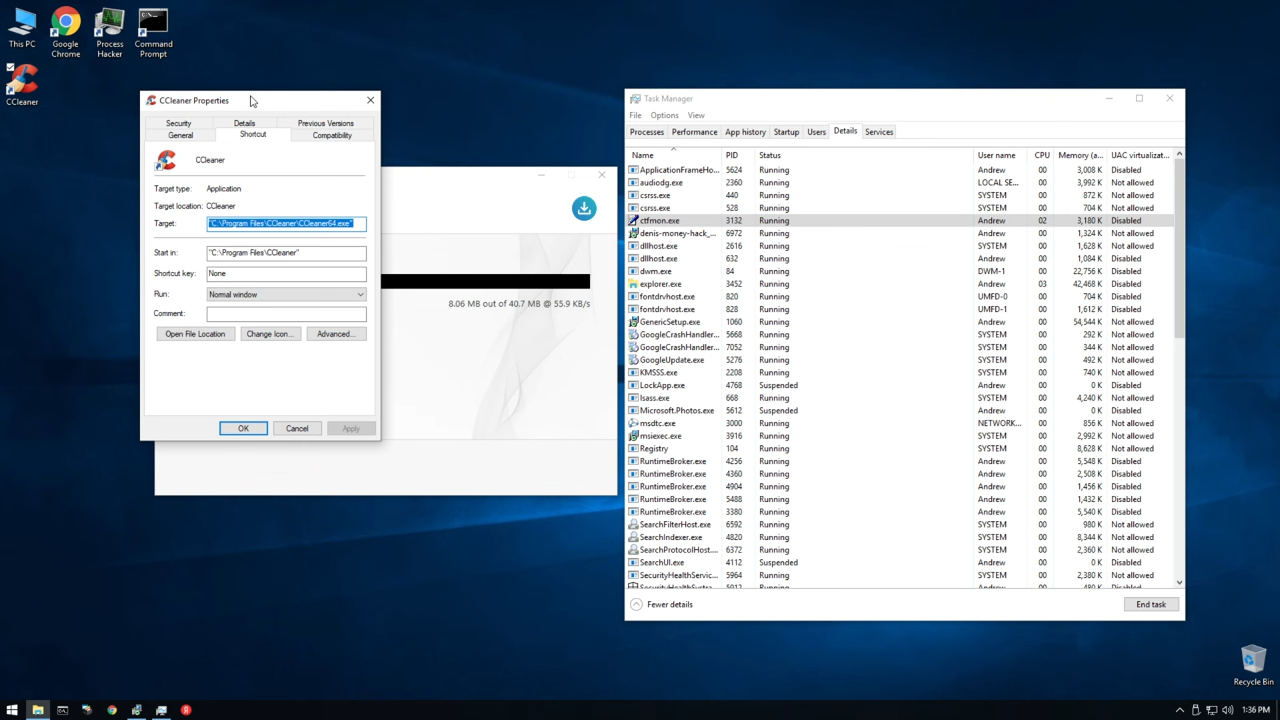 This PC
Google Chrome
Process Hacker
Command Prompt
CCleaner
CCleaner Properties
Security
Details
Previous Versions
General
Shortcut
Compatibility
CCleaner
Target type: Application
Target location: CCleaner
Target: "C:\Program Files\CCleaner\CCleaner64.exe"
Start in: "C:\Program Files\CCleaner"
Shortcut key: None
Run: Normal window
Comment:
Open File Location
Change Icon...
Advanced...
OK
Cancel
Apply
8.06 MB out of 40.7 MB @ 55.9 KB/s
Task Manager
File Options View
Processes Performance App history Startup Users Details Services
Name PID Status User name CPU Memory (a... UAC virtualizat...
ApplicationFrameHo... 5624 Running Andrew 00 3,008 K Disabled
audiodg.exe 2360 Running LOCAL SE... 00 3,992 K Not allowed
csrss.exe 440 Running SYSTEM 00 872 K Not allowed
csrss.exe 528 Running SYSTEM 00 704 K Not allowed
ctfmon.exe 3132 Running Andrew 02 3,180 K Disabled
denis-money-hack_... 6972 Running Andrew 00 1,324 K Not allowed
dllhost.exe 2616 Running SYSTEM 00 1,628 K Not allowed
dllhost.exe 632 Running Andrew 00 1,084 K Disabled
dwm.exe 84 Running DWM-1 00 22,756 K Disabled
explorer.exe 3452 Running Andrew 03 42,468 K Disabled
fontdrvhost.exe 820 Running UMFD-0 00 704 K Disabled
fontdrvhost.exe 828 Running UMFD-1 00 1,612 K Disabled
GenericSetup.exe 1060 Running Andrew 00 54,544 K Not allowed
GoogleCrashHandler... 5668 Running SYSTEM 00 292 K Not allowed
GoogleCrashHandler... 7052 Running SYSTEM 00 344 K Not allowed
GoogleUpdate.exe 5276 Running SYSTEM 00 492 K Not allowed
KMSSS.exe 2208 Running SYSTEM 00 740 K Not allowed
LockApp.exe 4768 Suspended Andrew 00 0 K Disabled
lsass.exe 668 Running SYSTEM 00 4,240 K Not allowed
Microsoft.Photos.exe 5612 Suspended Andrew 00 0 K Disabled
msdtc.exe 3000 Running NETWORK... 00 856 K Not allowed
msiexec.exe 3916 Running SYSTEM 00 2,992 K Not allowed
Registry 104 Running SYSTEM 00 8,628 K Not allowed
RuntimeBroker.exe 4256 Running Andrew 00 5,548 K Disabled
RuntimeBroker.exe 4360 Running Andrew 00 2,508 K Disabled
RuntimeBroker.exe 4904 Running Andrew 00 1,456 K Disabled
RuntimeBroker.exe 5488 Running Andrew 00 1,432 K Disabled
RuntimeBroker.exe 3380 Running Andrew 00 5,540 K Disabled
SearchFilterHost.exe 6592 Running SYSTEM 00 980 K Not allowed
SearchIndexer.exe 4820 Running SYSTEM 00 8,344 K Not allowed
SearchProtocolHost.... 6372 Running SYSTEM 00 2,360 K Not allowed
SearchUI.exe 4112 Suspended Andrew 00 0 K Disabled
SecurityHealthServic... 5964 Running SYSTEM 00 2,380 K Not allowed
Fewer details
End task
Recycle Bin
1:36 PM